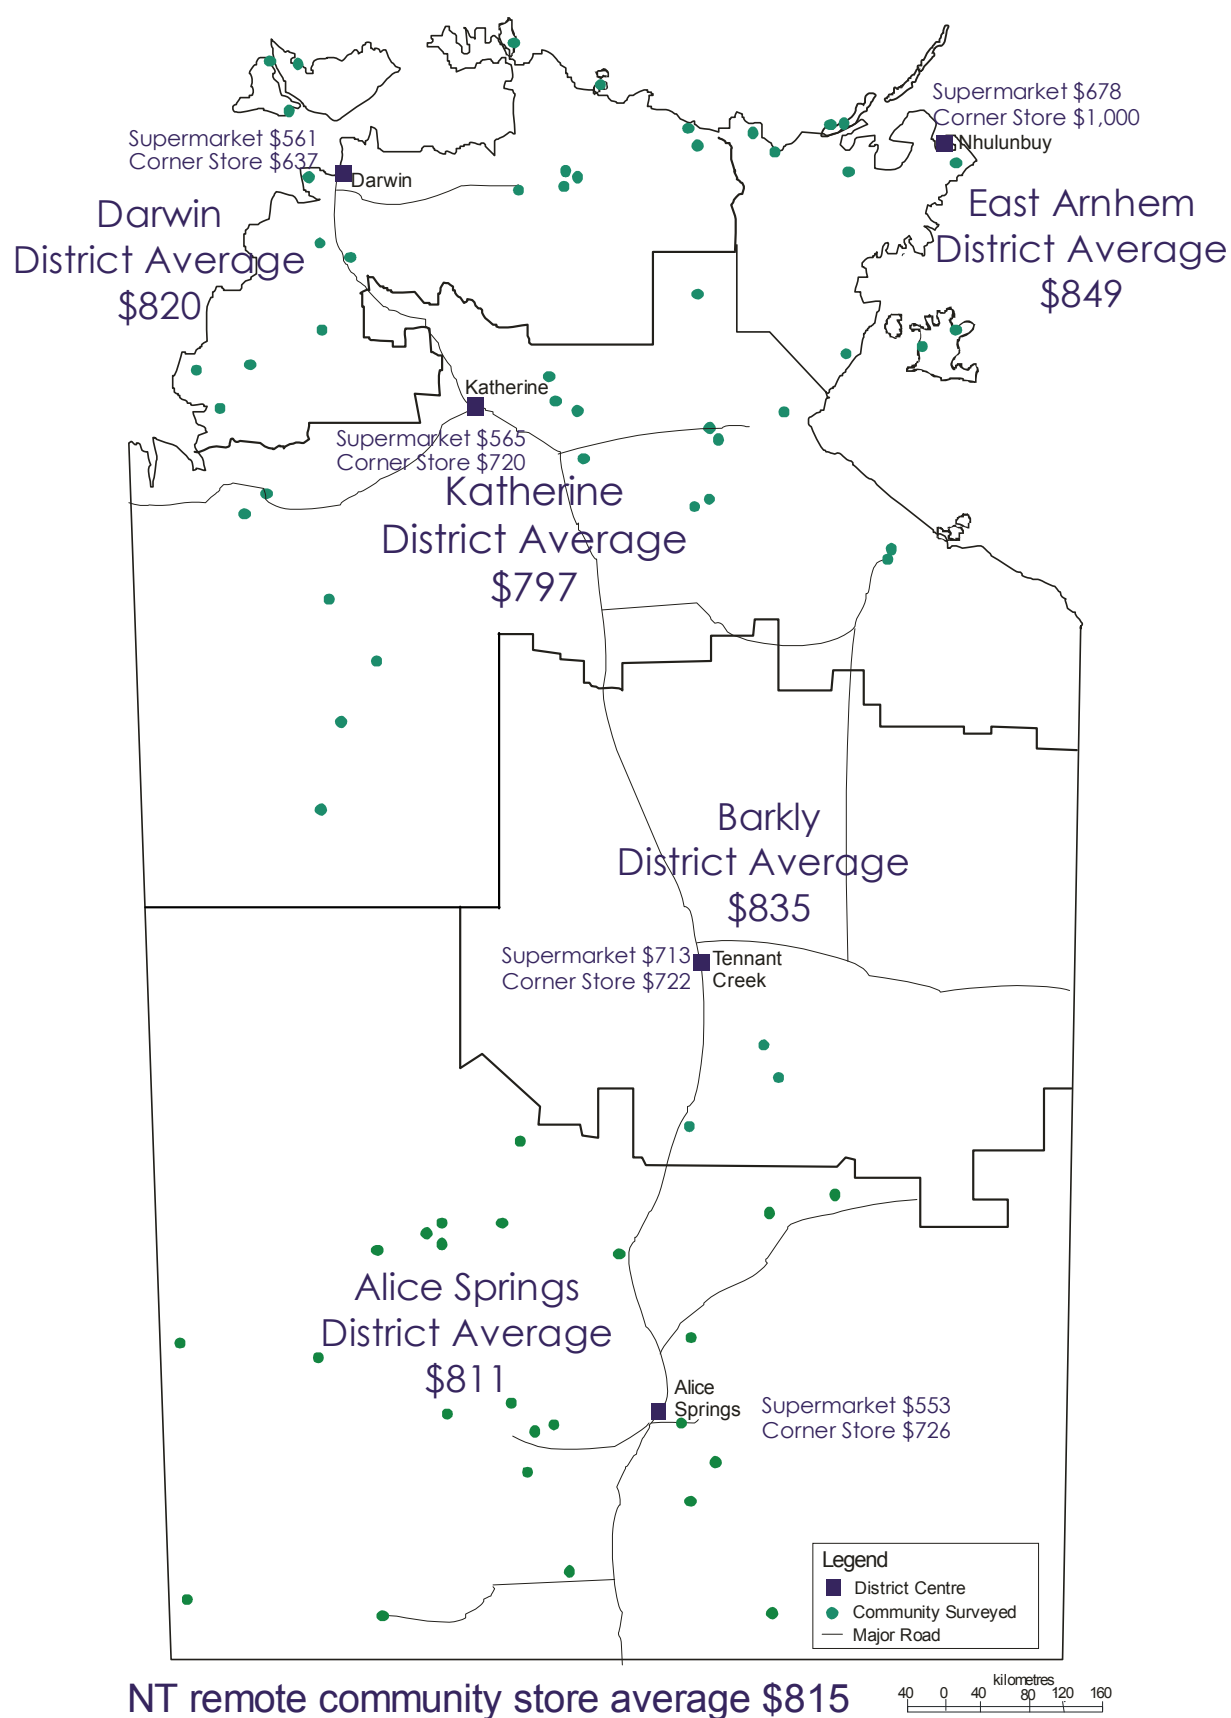 Supermarket $678
Corner Store $1,000
Nhulunbuy
Supermarket $561
Corner Store $637
Darwin
Darwin
District Average
$820
East Arnhem
District Average
$849
Katherine
Supermarket $565
Corner Store $720
Katherine
District Average
$797
Barkly
District Average
$835
Supermarket $713
Corner Store $722
Tennant
Creek
Alice Springs
District Average
$811
Alice
Springs
Supermarket $553
Corner Store $726
Legend
District Centre
Community Surveyed
Major Road
NT remote community store average $815
kilometres
40 0 40 80 120 160